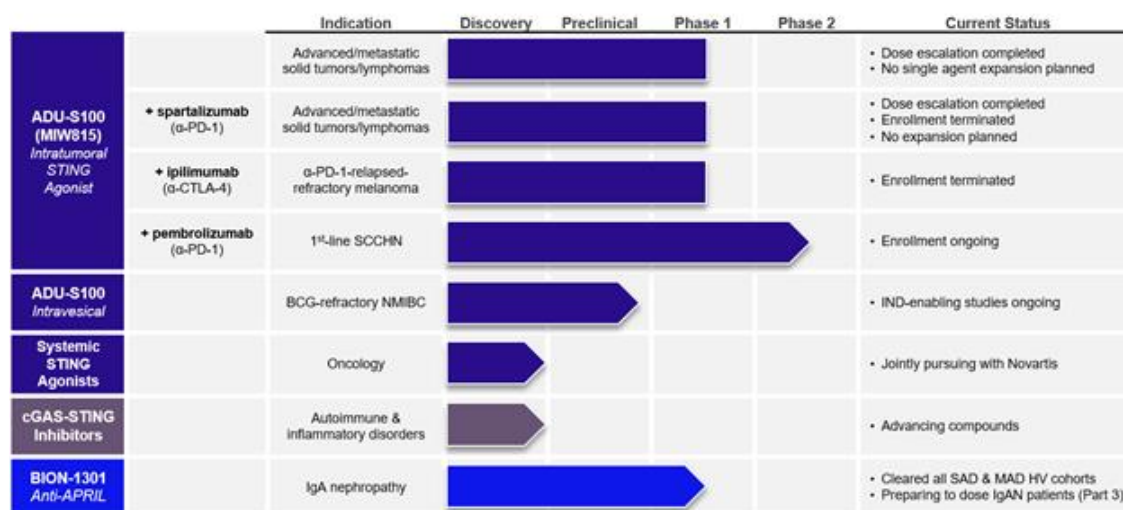 Indication Discovery Preclinical Phase 1 Phase 2 Current Status
ADU-S100
(MIW815)
Intratumoral
STING
Agonist
Advanced/metastatic
solid tumors/lymphomas
• Dose escalation completed
• No single agent expansion planned
+ spartalizumab
(α-PD-1)
Advanced/metastatic
solid tumors/lymphomas
• Dose escalation completed
• Enrollment terminated
• No expansion planned
+ ipilimumab
(α-CTLA-4)
α-PD-1-relapsed-
refractory melanoma
• Enrollment terminated
+ pembrolizumab
(α-PD-1)
1st-line SCCHN
• Enrollment ongoing
ADU-S100
Intravesical
BCG-refractory NMIBC
• IND-enabling studies ongoing
Systemic
STING
Agonists
Oncology
• Jointly pursuing with Novartis
cGAS-STING
Inhibitors
Autoimmune &
inflammatory disorders
• Advancing compounds
BION-1301
Anti-APRIL
IgA nephropathy
• Cleared all SAD & MAD HV cohorts
• Preparing to dose IgAN patients (Part 3)